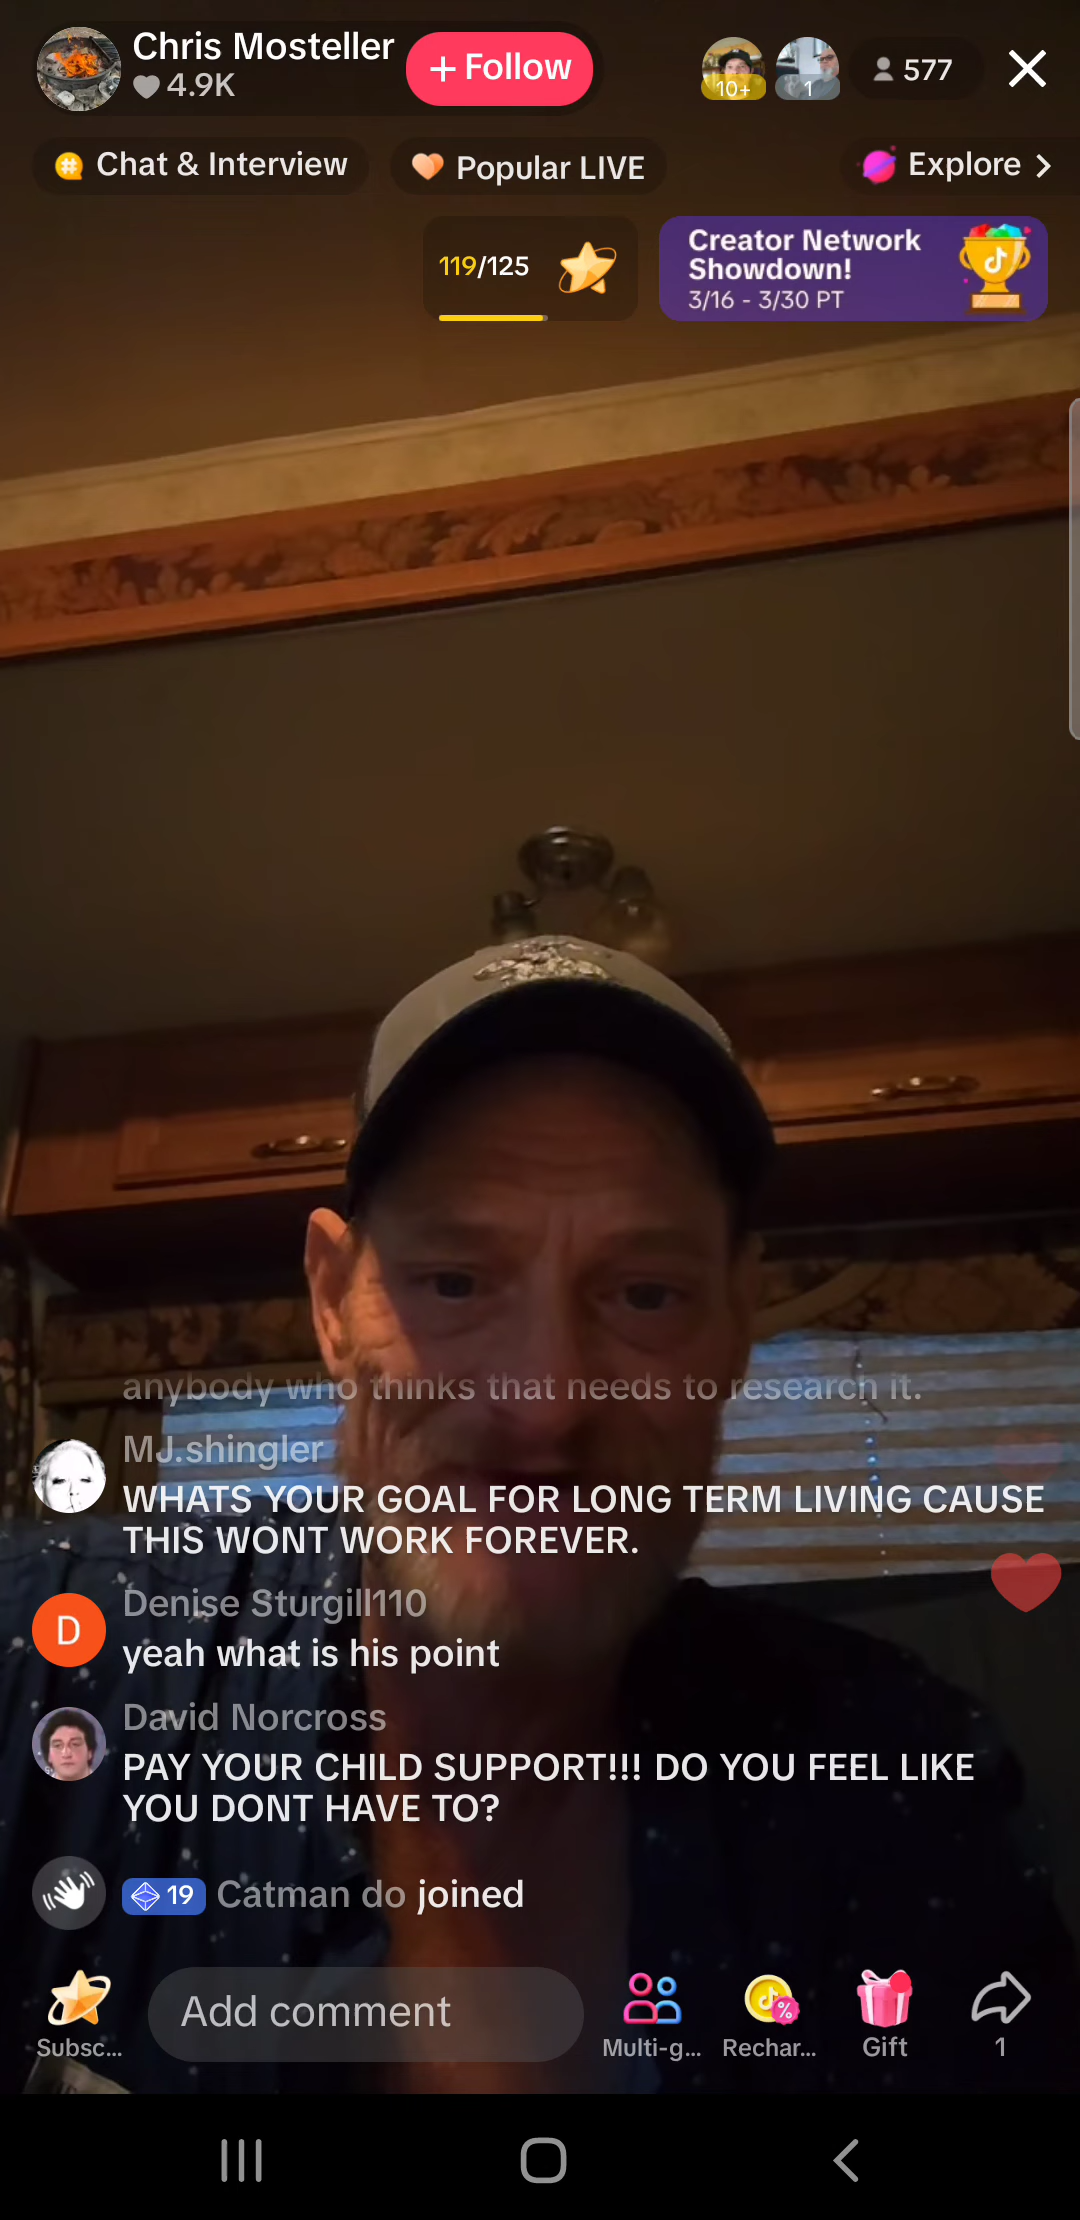 Chris Mosteller
4.9K
+ Follow
10+
1
577
Chat & Interview
Popular LIVE
Explore >
119/125
Creator Network
Showdown!
3/16 - 3/30 PT
anybody who thinks that needs to research it.
MJ.shingler
WHATS YOUR GOAL FOR LONG TERM LIVING CAUSE
THIS WONT WORK FOREVER.
D
Denise Sturgill110
yeah what is his point
David Norcross
PAY YOUR CHILD SUPPORT!!! DO YOU FEEL LIKE
YOU DONT HAVE TO?
19 Catman do joined
Add comment
Subsc...
Multi-g...
Rechar...
Gift
1